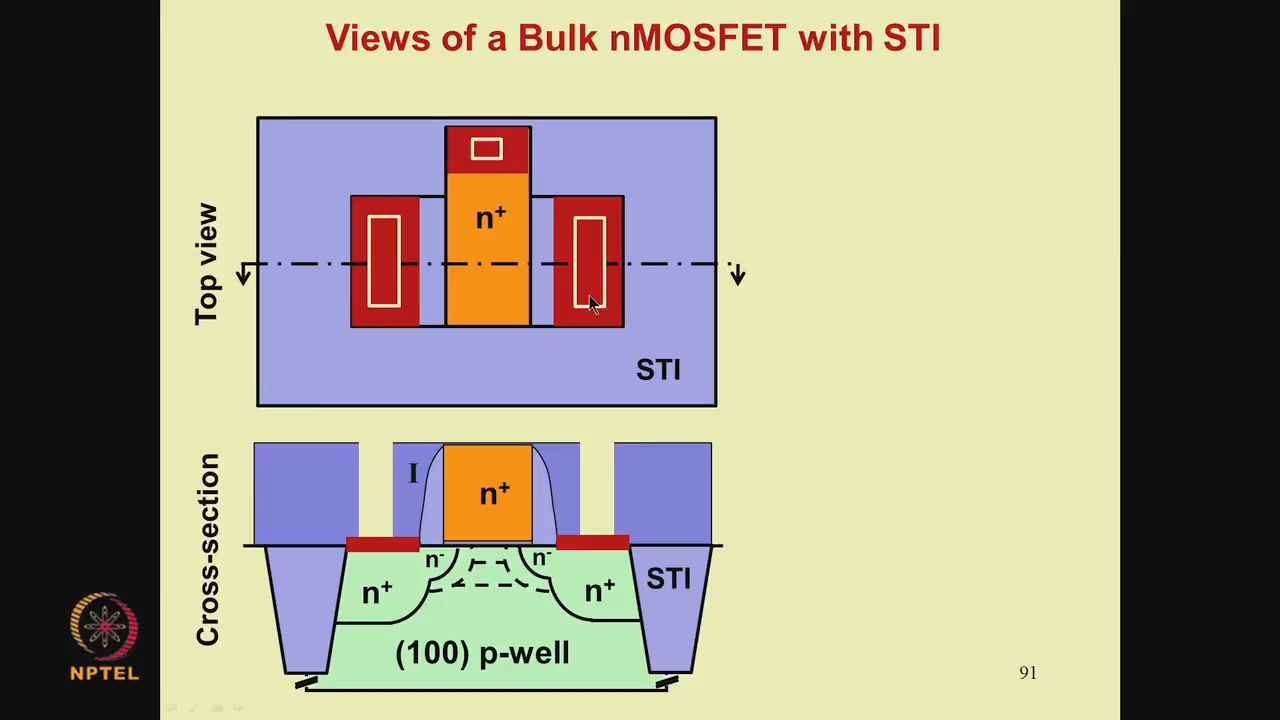 Views of a Bulk nMOSFET with STI
Top view
n⁺
STI
Cross-section
I
n⁺
n⁻
n⁻
n⁺
n⁺
STI
(100) p-well
NPTEL
91